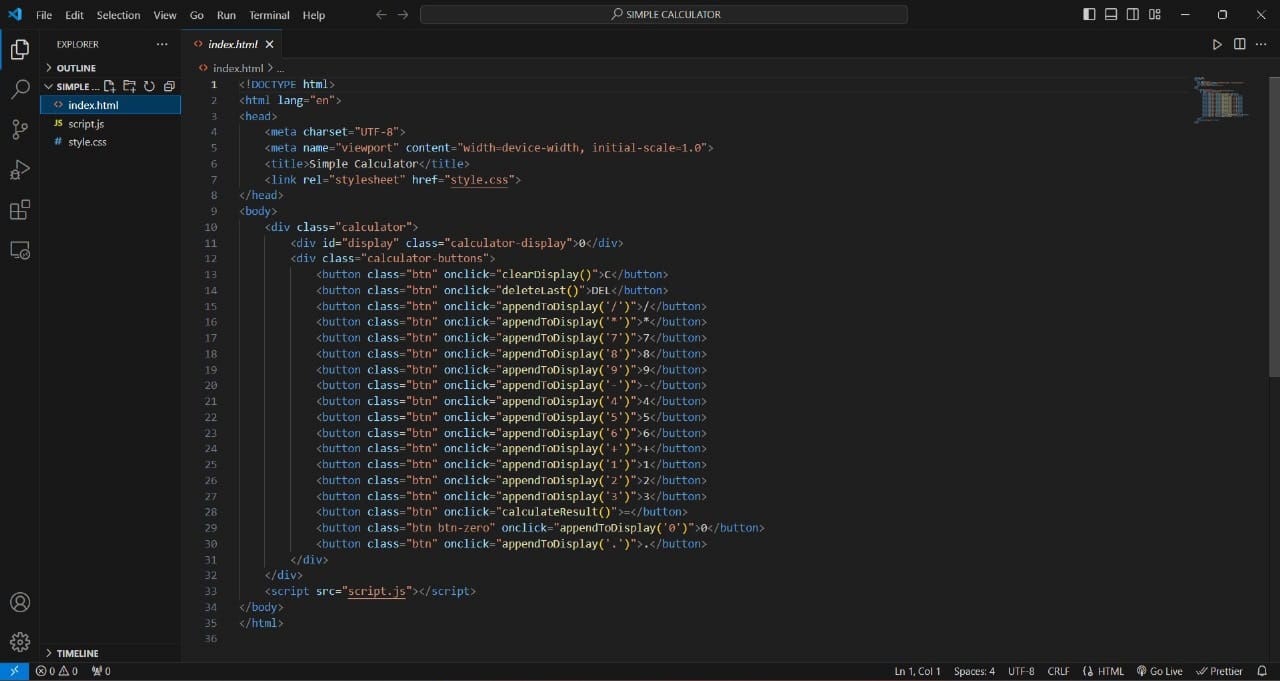 File Edit Selection View Go Run Terminal Help
SIMPLE CALCULATOR
EXPLORER
OUTLINE
SIMPLE ...
index.html
JS script.js
# style.css
TIMELINE
index.html
index.html > ...
1 <!DOCTYPE html>
2 <html lang="en">
3 <head>
4 <meta charset="UTF-8">
5 <meta name="viewport" content="width=device-width, initial-scale=1.0">
6 <title>Simple Calculator</title>
7 <link rel="stylesheet" href="style.css">
8 </head>
9 <body>
10 <div class="calculator">
11 <div id="display" class="calculator-display">0</div>
12 <div class="calculator-buttons">
13 <button class="btn" onclick="clearDisplay()">C</button>
14 <button class="btn" onclick="deleteLast()">DEL</button>
15 <button class="btn" onclick="appendToDisplay('/')">/</button>
16 <button class="btn" onclick="appendToDisplay('*')">*</button>
17 <button class="btn" onclick="appendToDisplay('7')">7</button>
18 <button class="btn" onclick="appendToDisplay('8')">8</button>
19 <button class="btn" onclick="appendToDisplay('9')">9</button>
20 <button class="btn" onclick="appendToDisplay('-')">-</button>
21 <button class="btn" onclick="appendToDisplay('4')">4</button>
22 <button class="btn" onclick="appendToDisplay('5')">5</button>
23 <button class="btn" onclick="appendToDisplay('6')">6</button>
24 <button class="btn" onclick="appendToDisplay('+')">+</button>
25 <button class="btn" onclick="appendToDisplay('1')">1</button>
26 <button class="btn" onclick="appendToDisplay('2')">2</button>
27 <button class="btn" onclick="appendToDisplay('3')">3</button>
28 <button class="btn" onclick="calculateResult()">=</button>
29 <button class="btn btn-zero" onclick="appendToDisplay('0')">0</button>
30 <button class="btn" onclick="appendToDisplay('.')">.</button>
31 </div>
32 </div>
33 <script src="script.js"></script>
34 </body>
35 </html>
36
0 0 0
Ln 1, Col 1 Spaces: 4 UTF-8 CRLF HTML Go Live Prettier